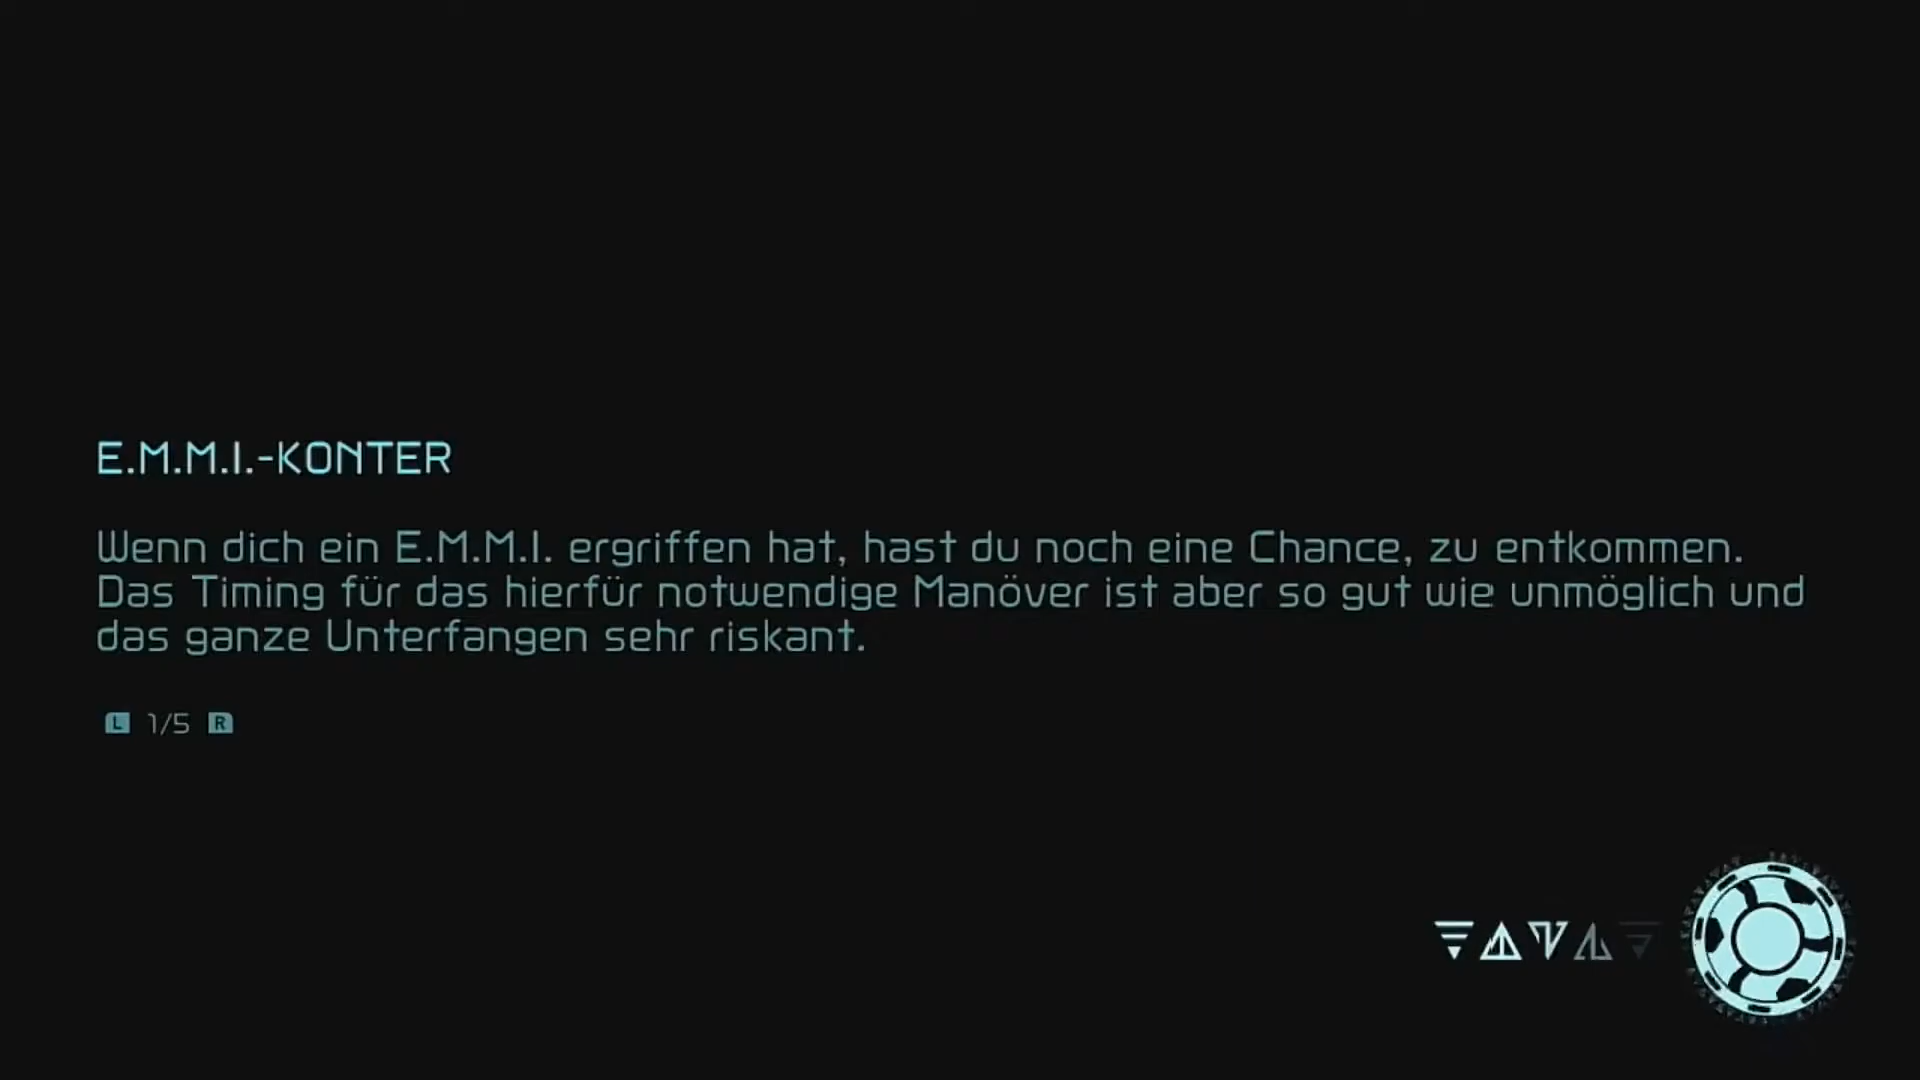 E.M.M.I.-KONTER
Wenn dich ein E.M.M.I. ergriffen hat, hast du noch eine Chance, zu entkommen.
Das Timing für das hierfür notwendige Manöver ist aber so gut wie unmöglich und
das ganze Unterfangen sehr riskant.
L 1/5 R